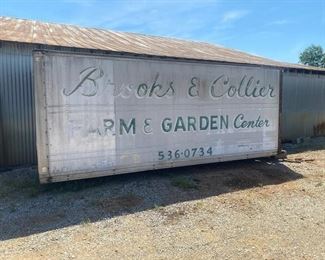 Brooks & Collier
FARM & GARDEN Center
536-0734